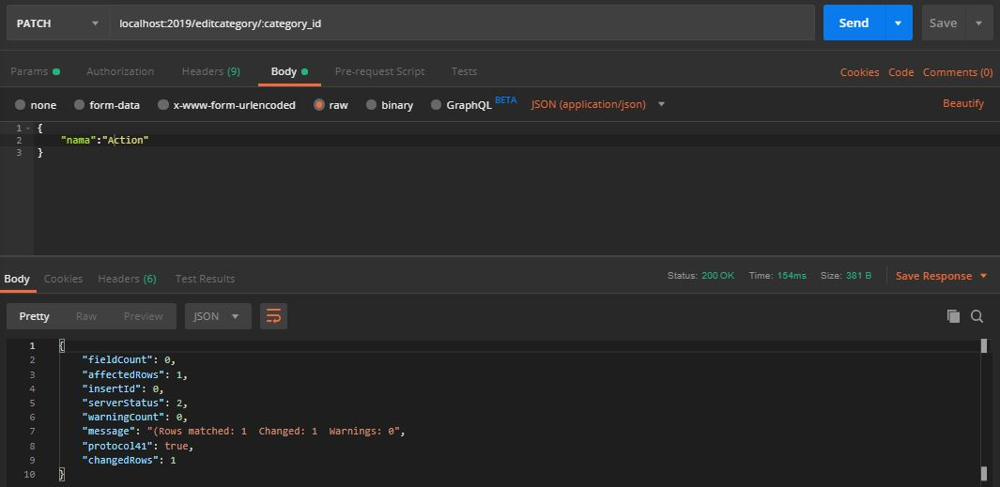 PATCH localhost:2019/editcategory/:category_id Send Save
Params Authorization Headers (9) Body Pre-request Script Tests Cookies Code Comments (0)
none form-data x-www-form-urlencoded raw binary GraphQL BETA JSON (application/json) Beautify
1 {
2 "nama":"Action"
3 }
Body Cookies Headers (6) Test Results Status: 200 OK Time: 154ms Size: 381 B Save Response
Pretty Raw Preview JSON
1 {
2 "fieldCount": 0,
3 "affectedRows": 1,
4 "insertId": 0,
5 "serverStatus": 2,
6 "warningCount": 0,
7 "message": "(Rows matched: 1  Changed: 1  Warnings: 0",
8 "protocol41": true,
9 "changedRows": 1
10 }